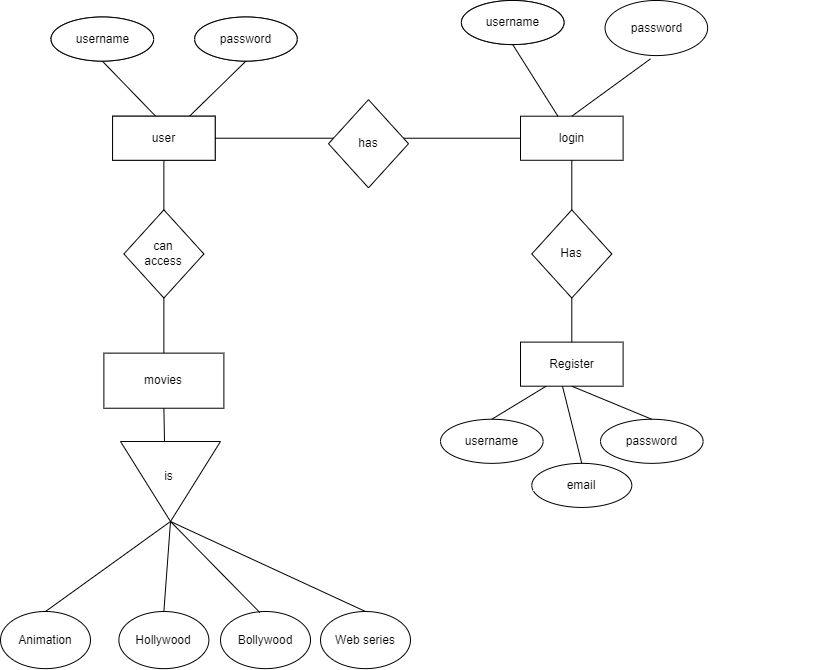 username
password
username
password
user
has
login
can
access
Has
movies
Register
is
username
password
email
Animation
Hollywood
Bollywood
Web series